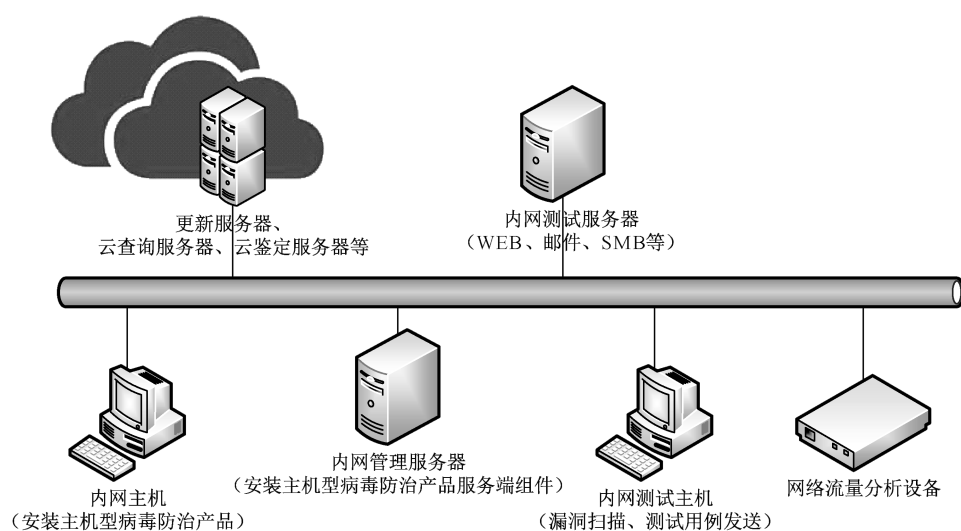 更新服务器、
云查询服务器、云鉴定服务器等
内网测试服务器
（WEB、邮件、SMB等）
内网主机
（安装主机型病毒防治产品）
内网管理服务器
（安装主机型病毒防治产品服务端组件）
内网测试主机
（漏洞扫描、测试用例发送）
网络流量分析设备